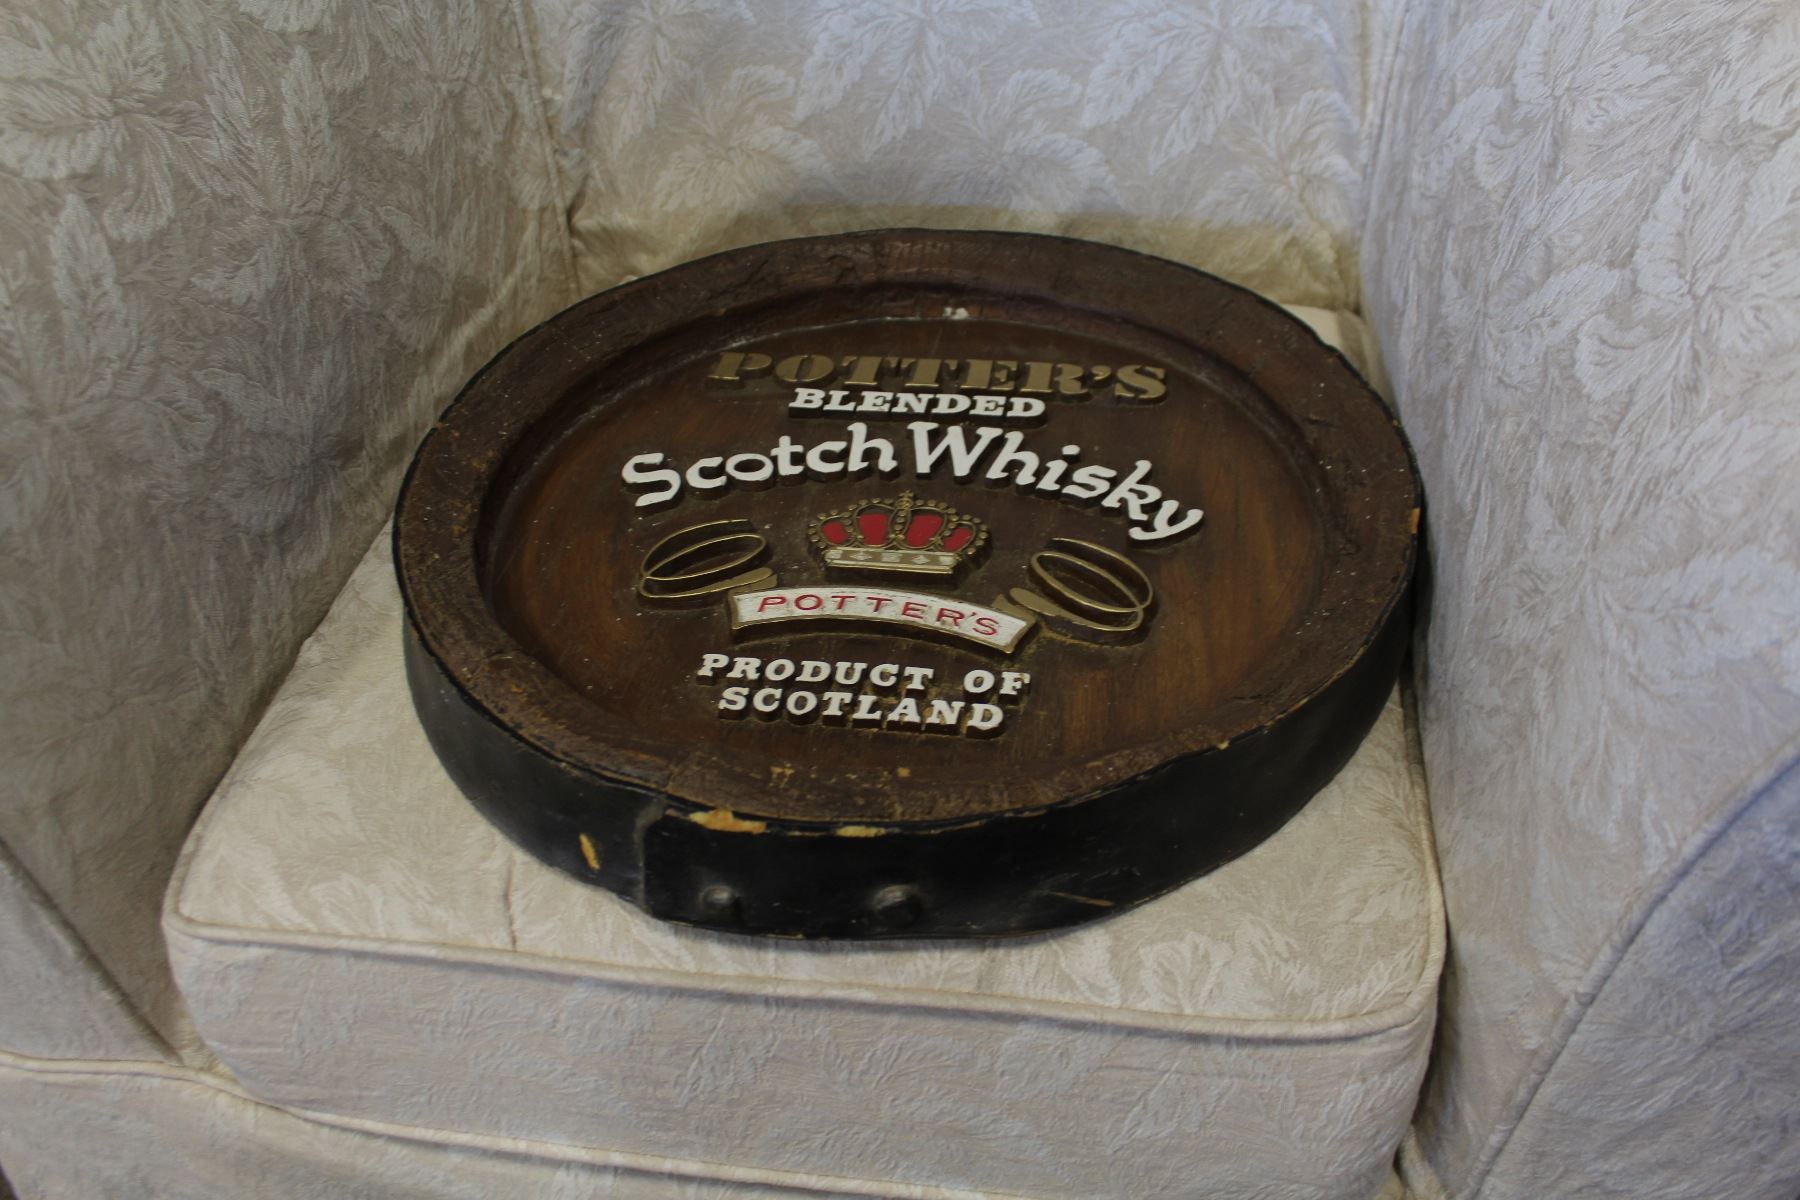 POTTER'S
BLENDED
Scotch Whisky
POTTER'S
PRODUCT OF
SCOTLAND